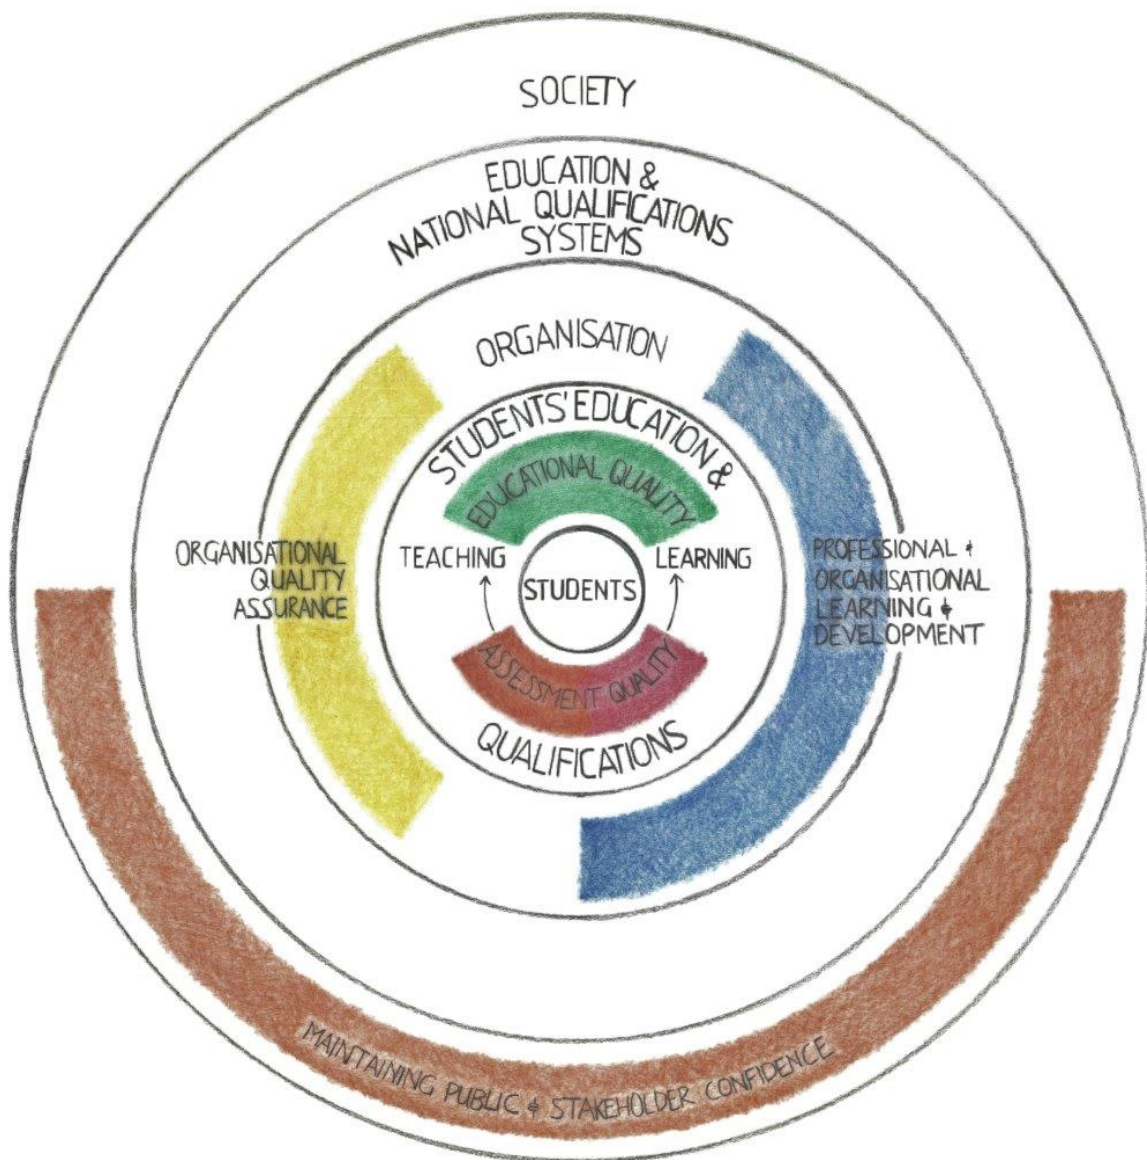 SOCIETY
EDUCATION &
NATIONAL QUALIFICATIONS
SYSTEMS
ORGANISATION
STUDENTS' EDUCATION &
EDUCATIONAL QUALITY
TEACHING
LEARNING
STUDENTS
ASSESSMENT QUALITY
QUALIFICATIONS
ORGANISATIONAL
QUALITY
ASSURANCE
PROFESSIONAL &
ORGANISATIONAL
LEARNING &
DEVELOPMENT
MAINTAINING PUBLIC & STAKEHOLDER CONFIDENCE